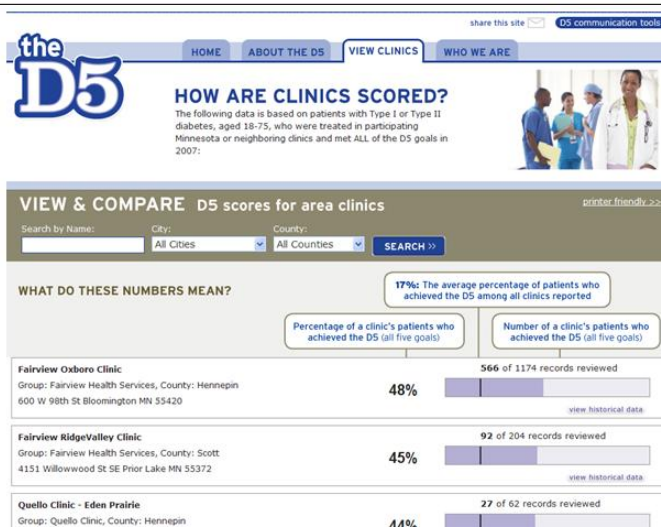 share this site D5 communication tools
the
D5
HOME ABOUT THE D5 VIEW CLINICS WHO WE ARE
HOW ARE CLINICS SCORED?
The following data is based on patients with Type I or Type II
diabetes, aged 18-75, who were treated in participating
Minnesota or neighboring clinics and met ALL of the D5 goals in
2007:
VIEW & COMPARE D5 scores for area clinics printer friendly >>
Search by Name: City: County:
All Cities All Counties SEARCH »
WHAT DO THESE NUMBERS MEAN?
17%: The average percentage of patients who
achieved the D5 among all clinics reported
Percentage of a clinic's patients who
achieved the D5 (all five goals)
Number of a clinic's patients who
achieved the D5 (all five goals)
Fairview Oxboro Clinic
Group: Fairview Health Services, County: Hennepin
600 W 98th St Bloomington MN 55420
48%
566 of 1174 records reviewed
view historical data
Fairview RidgeValley Clinic
Group: Fairview Health Services, County: Scott
4151 Willowwood St SE Prior Lake MN 55372
45%
92 of 204 records reviewed
view historical data
Quello Clinic - Eden Prairie
Group: Quello Clinic, County: Hennepin
44%
27 of 62 records reviewed